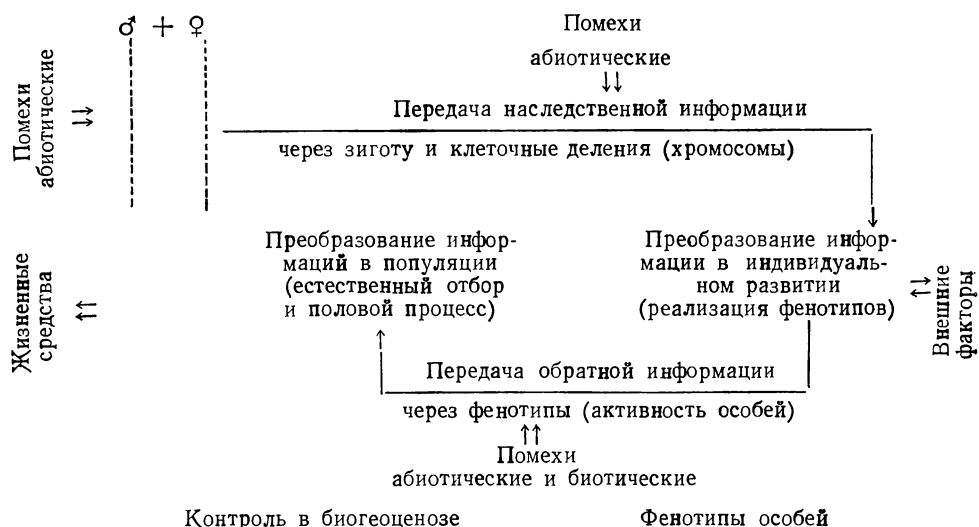 ♂ + ♀
Помехи
абиотические
Помехи
абиотические
Передача наследственной информации
через зиготу и клеточные деления (хромосомы)
Жизненные
средства
Преобразование инфор-
маций в популяции
(естественный отбор
и половой процесс)
Преобразование инфор-
мации в индивидуаль-
ном развитии
(реализация фенотипов)
Внешние
факторы
Передача обратной информации
через фенотипы (активность особей)
Помехи
абиотические и биотические
Контроль в биогеоценозе
Фенотипы особей